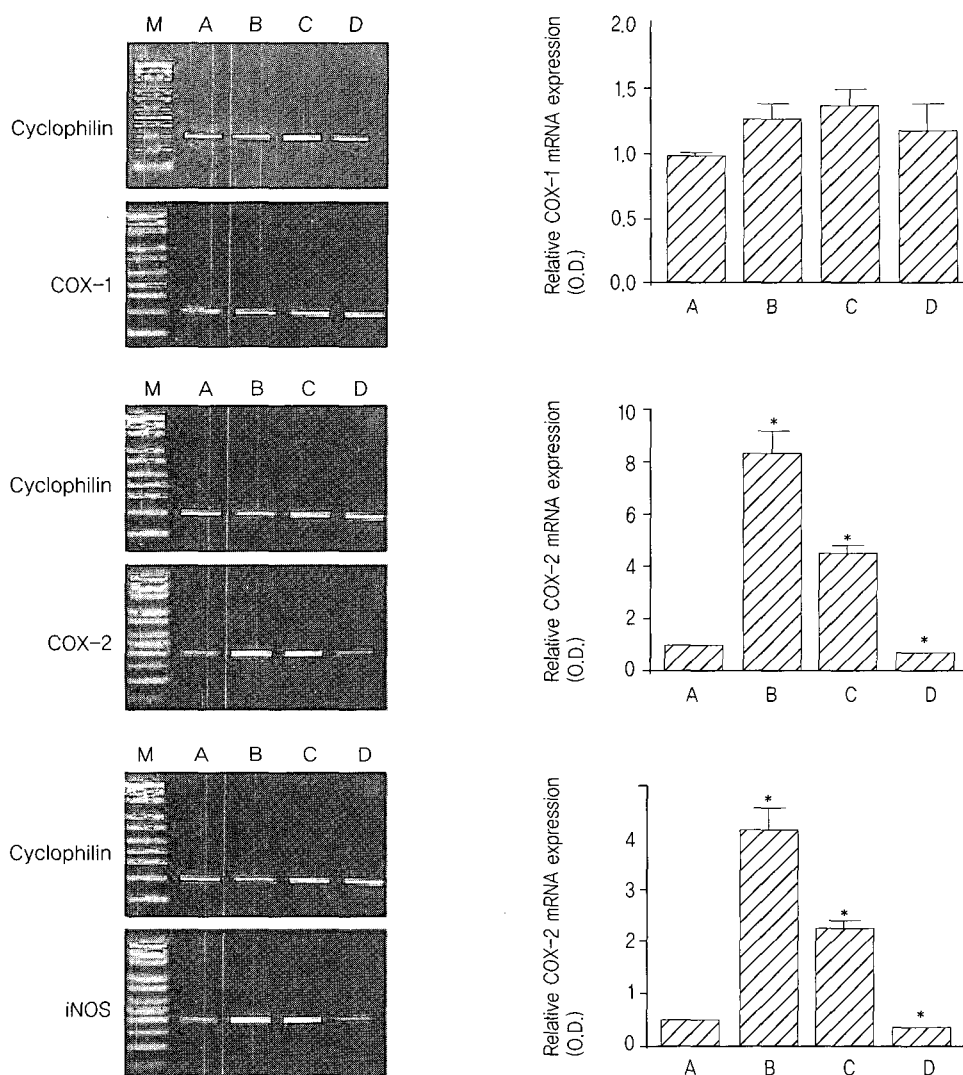 M A B C D
Cyclophilin
COX-1
Relative COX-1 mRNA expression
(O.D.)
2.0
1.5
1.0
0.5
0.0
A B C D
M A B C D
Cyclophilin
COX-2
Relative COX-2 mRNA expression
(O.D.)
10
8
6
4
2
0
* * *
A B C D
M A B C D
Cyclophilin
iNOS
Relative COX-2 mRNA expression
(O.D.)
4
4
2
1
0
* * *
A B C D